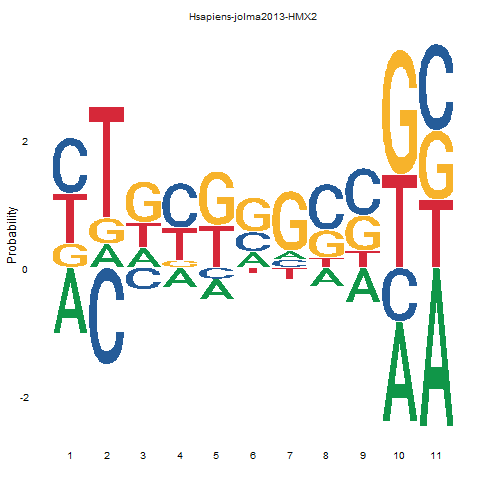 Hsapiens-jolma2013-HMX2
Probability
2
0
-2
C T G A
T G A C
G T A C
C T G A
G T C A
G C A T
G A C T
C G T A
C G T A
G T C A
C G T A
1 2 3 4 5 6 7 8 9 10 11